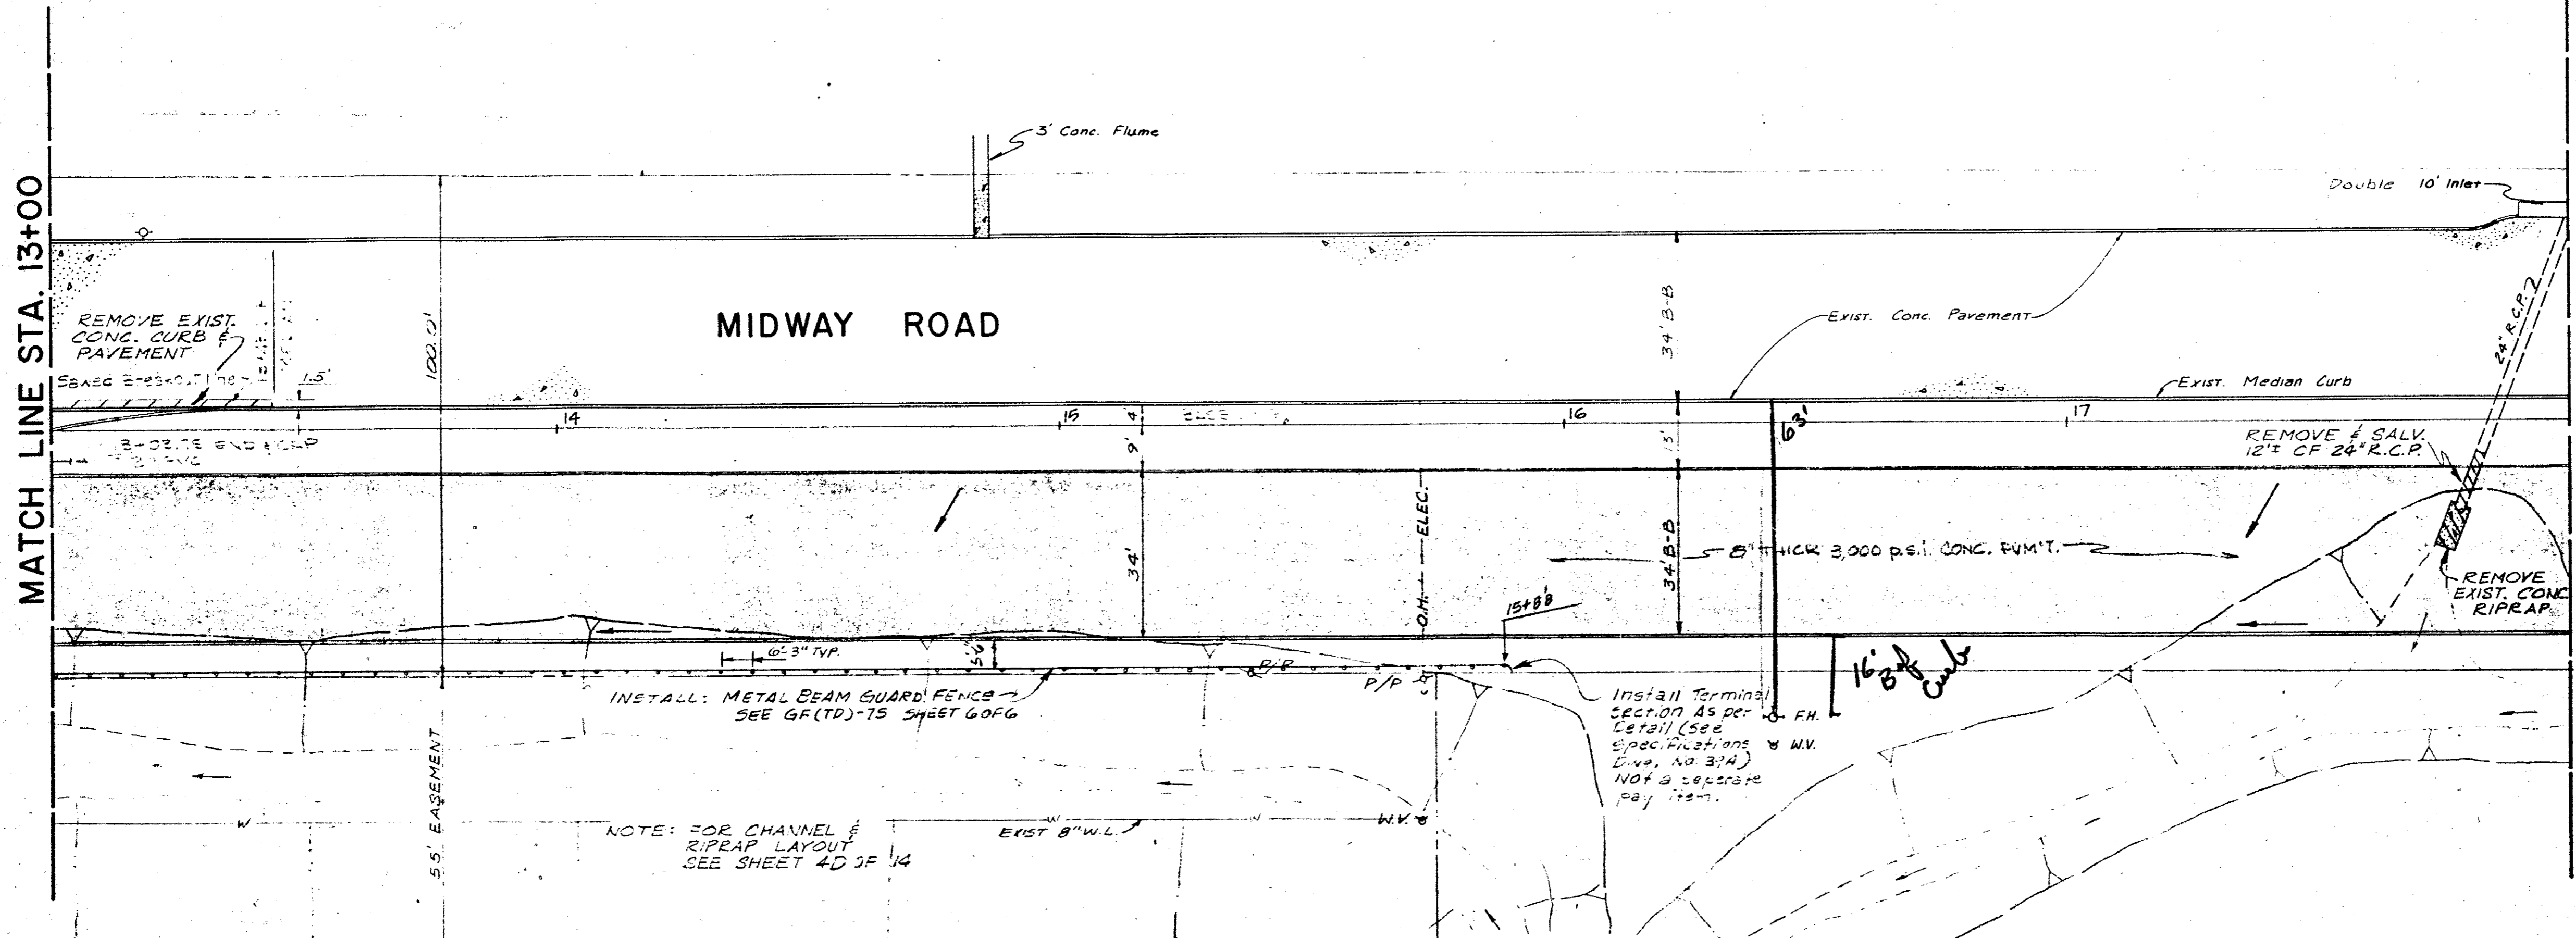 MATCH LINE STA. 13+00
3' Conc. Flume
Double 10' Inlet
REMOVE EXIST.
CONC. CURB &
PAVEMENT
1.5'
100.0'
MIDWAY ROAD
34' B-B
Exist. Conc. Pavement
24" R.C.P.
Exist. Median Curb
14
15
16
17
4'
9'
13'
63'
REMOVE & SALV.
12'± OF 24" R.C.P.
34'
O.H. ELEC.
34' B-B
8" THICK 3,000 p.s.i. CONC. PVM'T.
REMOVE
EXIST. CONC
RIPRAP
15+88
6'-3" TYP.
5'6"
P/P
P/P
16' B of Curb
INSTALL: METAL BEAM GUARD FENCE
SEE GF(TD)-75 SHEET 6 OF 6
Install Terminal
Section As per
Detail (See
Specifications
Not a seperate
pay item.
F.H.
W.V.
55' EASEMENT
W
W
W
NOTE: FOR CHANNEL &
RIPRAP LAYOUT
SEE SHEET 4D OF 14
EXIST 8" W.L.
W.V.